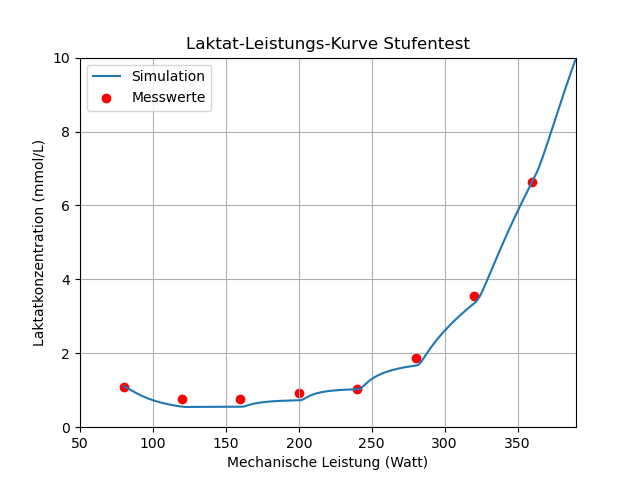 Laktat-Leistungs-Kurve Stufentest
Simulation
Messwerte
Laktatkonzentration (mmol/L)
10
8
6
4
2
0
50
100
150
200
250
300
350
Mechanische Leistung (Watt)